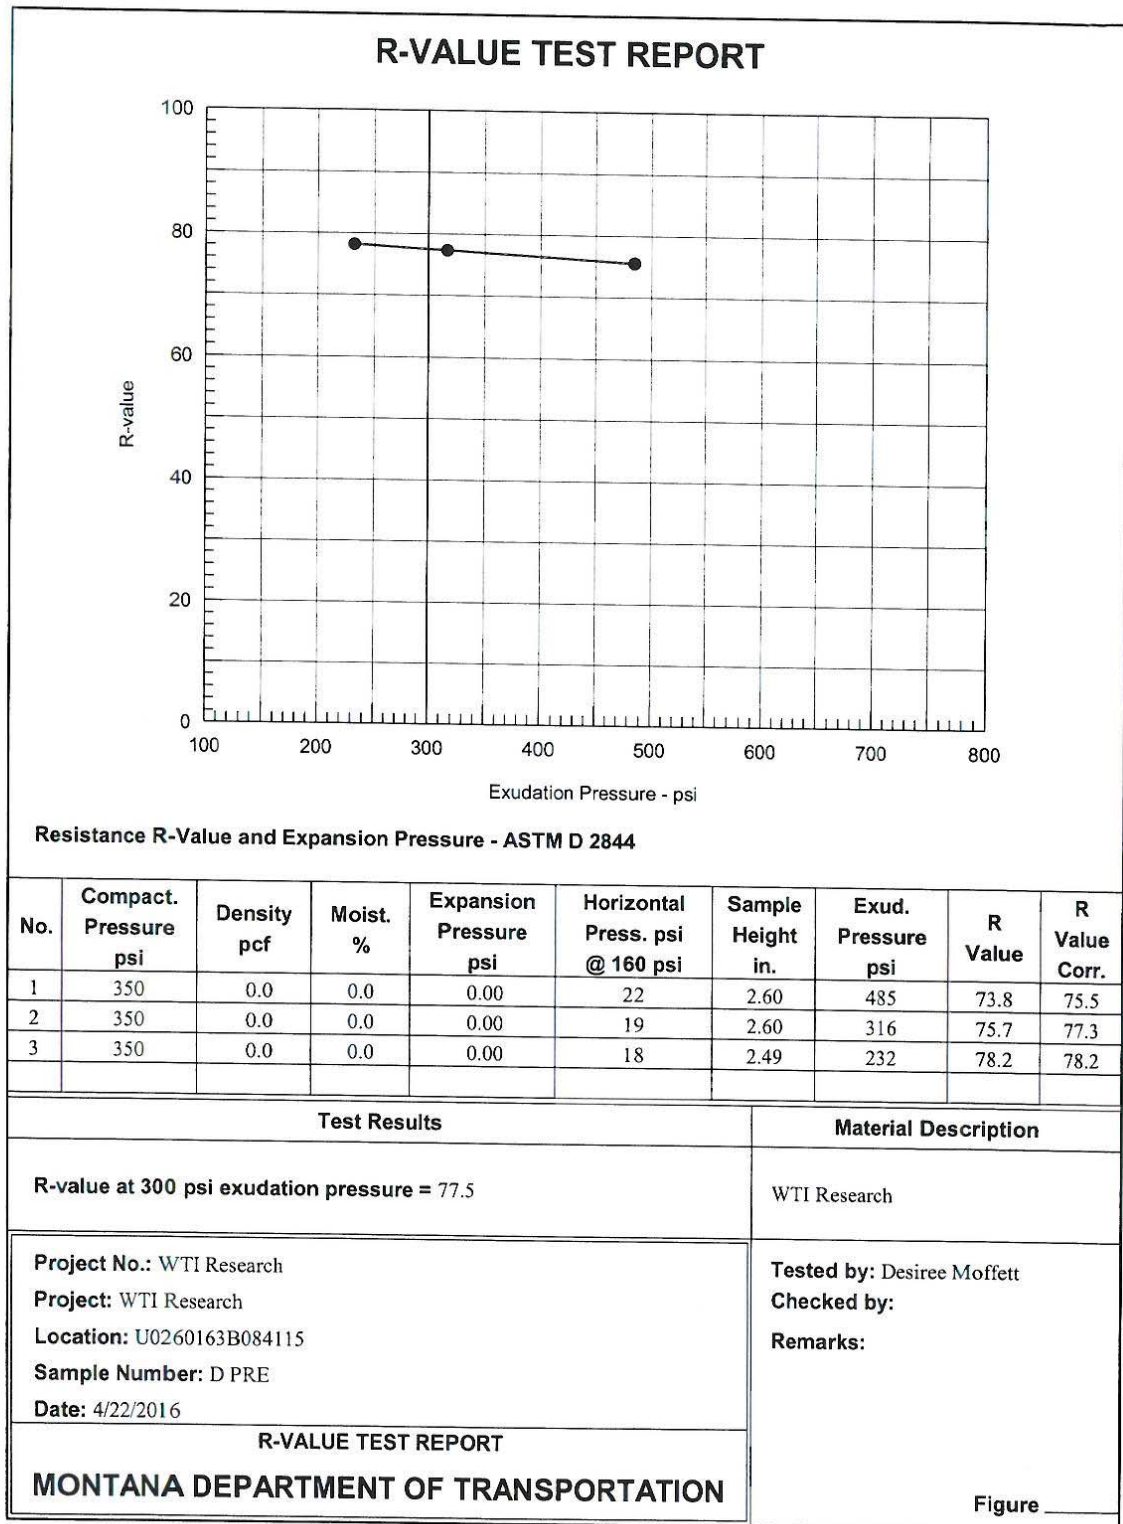 R-VALUE TEST REPORT
100
80
60
40
20
0
R-value
100 200 300 400 500 600 700 800
Exudation Pressure - psi
Resistance R-Value and Expansion Pressure - ASTM D 2844
No. Compact. Pressure psi Density pcf Moist. % Expansion Pressure psi Horizontal Press. psi @ 160 psi Sample Height in. Exud. Pressure psi R Value R Value Corr.
1 350 0.0 0.0 0.00 22 2.60 485 73.8 75.5
2 350 0.0 0.0 0.00 19 2.60 316 75.7 77.3
3 350 0.0 0.0 0.00 18 2.49 232 78.2 78.2
Test Results
Material Description
R-value at 300 psi exudation pressure = 77.5
WTI Research
Project No.: WTI Research
Project: WTI Research
Location: U0260163B084115
Sample Number: D PRE
Date: 4/22/2016
Tested by: Desiree Moffett
Checked by:
Remarks:
R-VALUE TEST REPORT
MONTANA DEPARTMENT OF TRANSPORTATION
Figure ______